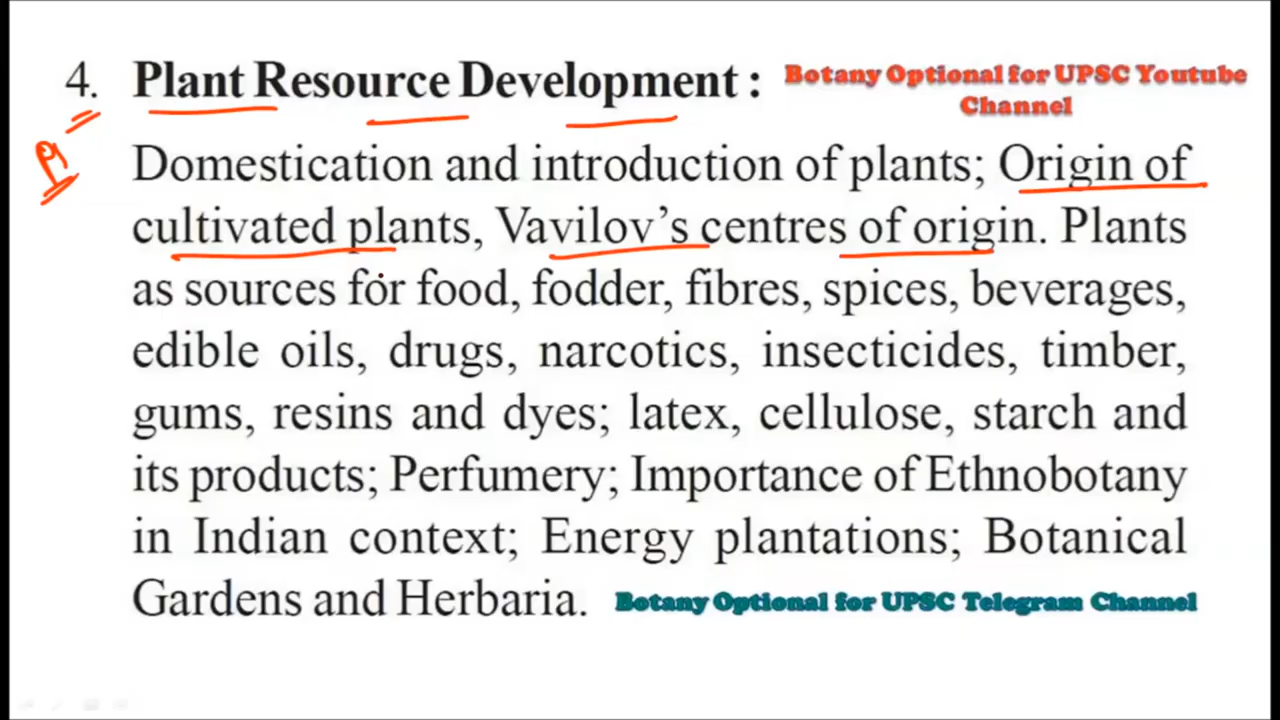 4. Plant Resource Development :
Botany Optional for UPSC Youtube
Channel
P1
Domestication and introduction of plants; Origin of
cultivated plants, Vavilov's centres of origin. Plants
as sources for food, fodder, fibres, spices, beverages,
edible oils, drugs, narcotics, insecticides, timber,
gums, resins and dyes; latex, cellulose, starch and
its products; Perfumery; Importance of Ethnobotany
in Indian context; Energy plantations; Botanical
Gardens and Herbaria.
Botany Optional for UPSC Telegram Channel